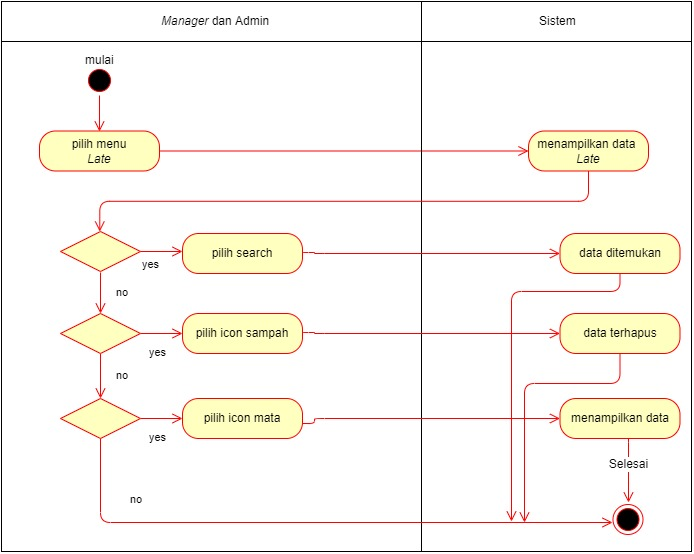 Manager dan Admin
Sistem
mulai
pilih menu
Late
menampilkan data
Late
pilih search
data ditemukan
yes
no
pilih icon sampah
data terhapus
yes
no
pilih icon mata
menampilkan data
yes
Selesai
no